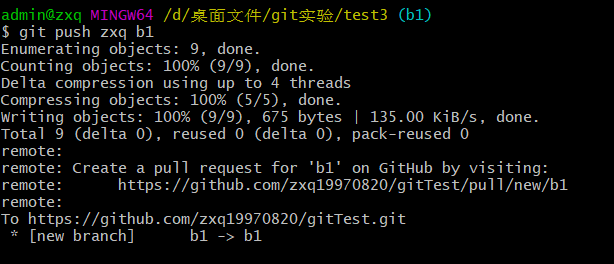 admin@zxq MINGW64 /d/桌面文件/git实验/test3 (b1)
$ git push zxq b1
Enumerating objects: 9, done.
Counting objects: 100% (9/9), done.
Delta compression using up to 4 threads
Compressing objects: 100% (5/5), done.
Writing objects: 100% (9/9), 675 bytes | 135.00 KiB/s, done.
Total 9 (delta 0), reused 0 (delta 0), pack-reused 0
remote:
remote: Create a pull request for 'b1' on GitHub by visiting:
remote:      https://github.com/zxq19970820/gitTest/pull/new/b1
remote:
To https://github.com/zxq19970820/gitTest.git
 * [new branch]      b1 -> b1